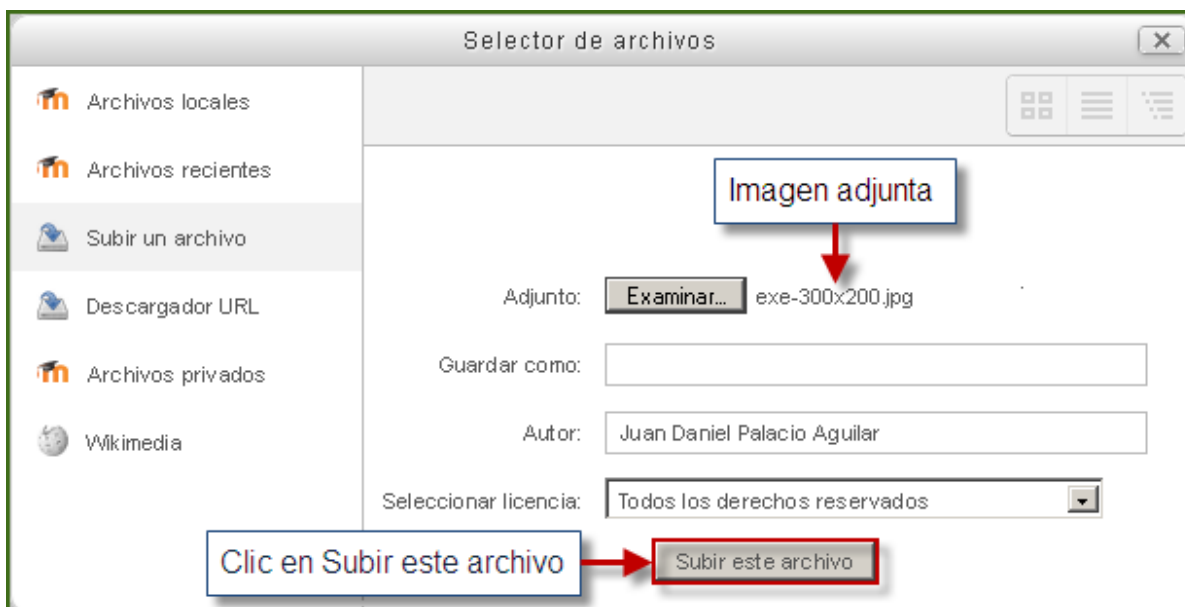 Selector de archivos
Archivos locales
Archivos recientes
Subir un archivo
Descargador URL
Archivos privados
Wikimedia
Imagen adjunta
Adjunto: Examinar... exe-300x200.jpg
Guardar como:
Autor: Juan Daniel Palacio Aguilar
Seleccionar licencia: Todos los derechos reservados
Clic en Subir este archivo Subir este archivo